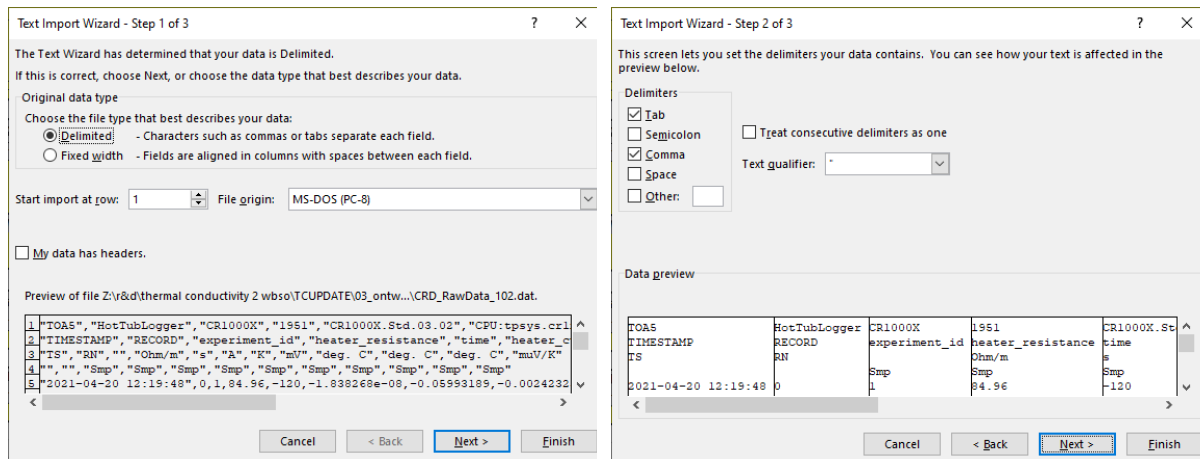 Text Import Wizard - Step 1 of 3
The Text Wizard has determined that your data is Delimited.
If this is correct, choose Next, or choose the data type that best describes your data.
Original data type
Choose the file type that best describes your data:
Delimited - Characters such as commas or tabs separate each field.
Fixed width - Fields are aligned in columns with spaces between each field.
Start import at row: 1 File origin: MS-DOS (PC-8)
My data has headers.
Preview of file Z:\r&d\thermal conductivity 2 wbso\TCUPDATE\03_ontw...\CRD_RawData_102.dat.
1 "TOA5","HotTubLogger","CR1000X","1951","CR1000X.Std.03.02","CPU:tpsys.cr1
2 "TIMESTAMP","RECORD","experiment_id","heater_resistance","time","heater_c
3 "TS","RN","","Ohm/m","s","A","K","mV","deg. C","deg. C","deg. C","muV/K"
4 "","","Smp","Smp","Smp","Smp","Smp","Smp","Smp","Smp","Smp","Smp"
5 "2021-04-20 12:19:48",0,1,84.96,-120,-1.838268e-08,-0.05993189,-0.0024232
Cancel < Back Next > Finish
Text Import Wizard - Step 2 of 3
This screen lets you set the delimiters your data contains. You can see how your text is affected in the
preview below.
Delimiters
Tab
Semicolon
Comma
Space
Other:
Treat consecutive delimiters as one
Text qualifier: "
Data preview
TOA5 HotTubLogger CR1000X 1951 CR1000X.St
TIMESTAMP RECORD experiment_id heater_resistance time
TS RN Ohm/m s
Smp Smp Smp
2021-04-20 12:19:48 0 1 84.96 -120
Cancel < Back Next > Finish